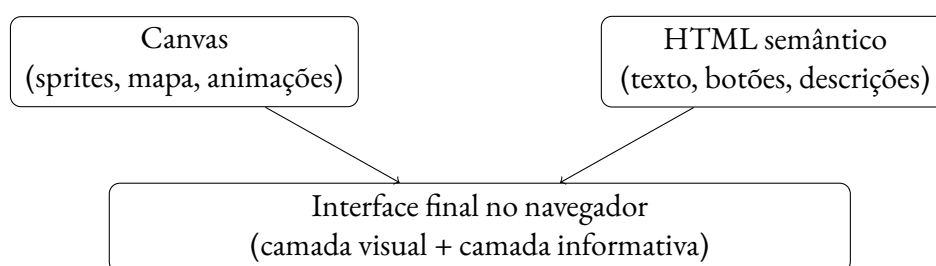 Canvas
(sprites, mapa, animações)
HTML semântico
(texto, botões, descrições)
Interface final no navegador
(camada visual + camada informativa)